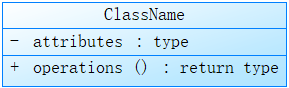 ClassName
- attributes : type
+ operations () : return type